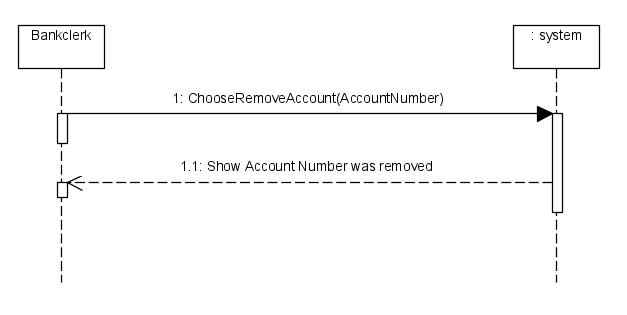 Bankclerk
: system
1: ChooseRemoveAccount(AccountNumber)
1.1: Show Account Number was removed